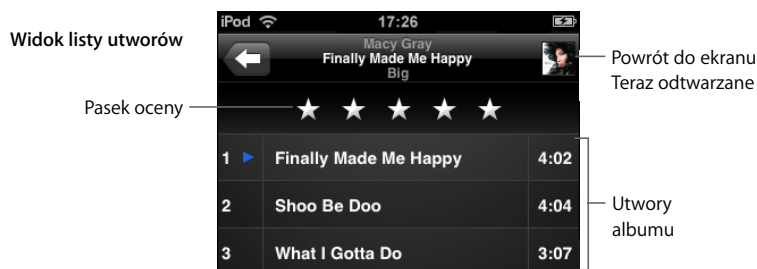 Widok listy utworów
iPod 17:26
Macy Gray
Finally Made Me Happy
Big
Powrót do ekranu
Teraz odtwarzane
Pasek oceny
1 Finally Made Me Happy 4:02
2 Shoo Be Doo 4:04
3 What I Gotta Do 3:07
Utwory
albumu